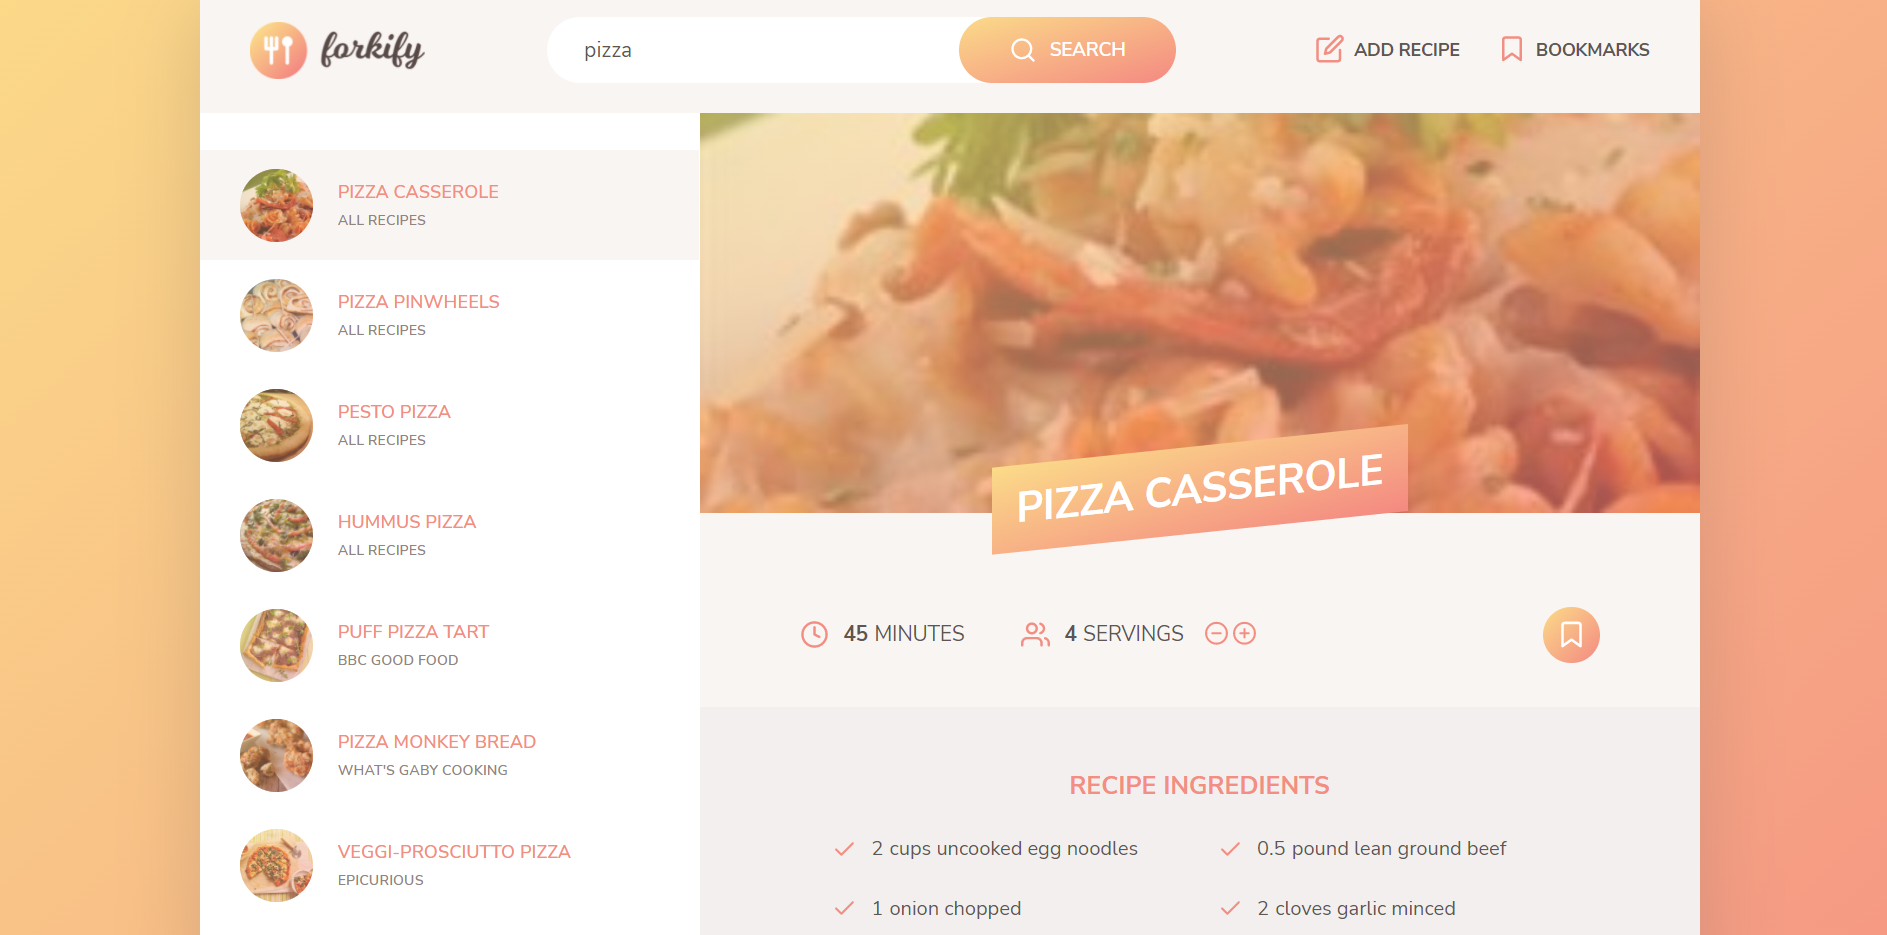 forkify
pizza
SEARCH
ADD RECIPE
BOOKMARKS
PIZZA CASSEROLE
ALL RECIPES
PIZZA PINWHEELS
ALL RECIPES
PESTO PIZZA
ALL RECIPES
HUMMUS PIZZA
ALL RECIPES
PUFF PIZZA TART
BBC GOOD FOOD
PIZZA MONKEY BREAD
WHAT'S GABY COOKING
VEGGI-PROSCIUTTO PIZZA
EPICURIOUS
PIZZA CASSEROLE
45 MINUTES
4 SERVINGS
RECIPE INGREDIENTS
2 cups uncooked egg noodles
0.5 pound lean ground beef
1 onion chopped
2 cloves garlic minced